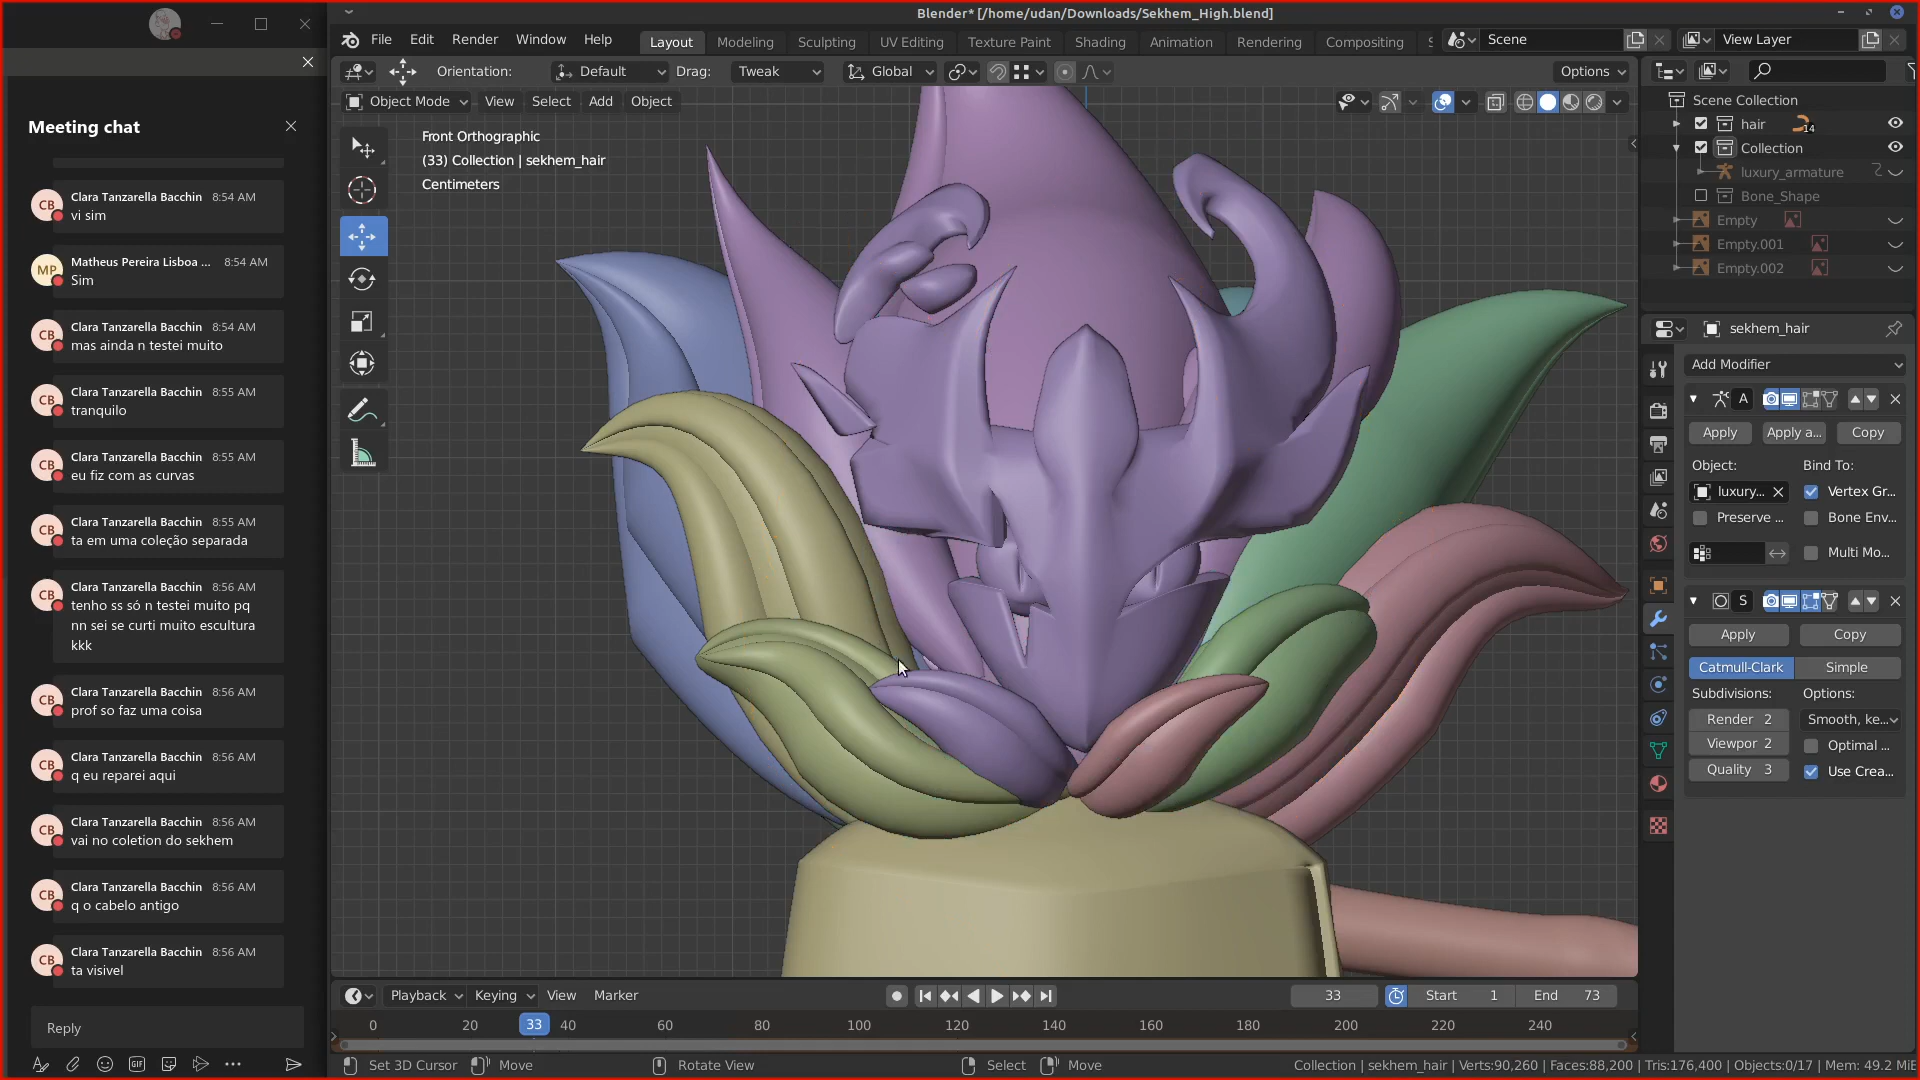 Meeting chat
Clara Tanzarella Bacchin 8:54 AM
vi sim
MP
Matheus Pereira Lisboa ... 8:54 AM
Sim
CB
Clara Tanzarella Bacchin 8:54 AM
mas ainda n testei muito
CB
Clara Tanzarella Bacchin 8:55 AM
tranquilo
CB
Clara Tanzarella Bacchin 8:55 AM
eu fiz com as curvas
CB
Clara Tanzarella Bacchin 8:55 AM
ta em uma coleção separada
CB
Clara Tanzarella Bacchin 8:56 AM
tenho ss só n testei muito pq
nn sei se curti muito escultura
kkk
CB
Clara Tanzarella Bacchin 8:56 AM
prof so faz uma coisa
CB
Clara Tanzarella Bacchin 8:56 AM
q eu reparei aqui
CB
Clara Tanzarella Bacchin 8:56 AM
vai no coletion do sekhem
CB
Clara Tanzarella Bacchin 8:56 AM
q o cabelo antigo
CB
Clara Tanzarella Bacchin 8:56 AM
ta visivel
Reply
GIF
Blender* [/home/udan/Downloads/Sekhem_High.blend]
File Edit Render Window Help
Layout Modeling Sculpting UV Editing Texture Paint Shading Animation Rendering Compositing
Scene View Layer
Orientation: Default Drag: Tweak Global Options
Object Mode View Select Add Object
Front Orthographic
(33) Collection | sekhem_hair
Centimeters
Scene Collection
hair 14
Collection
luxury_armature
Bone_Shape
Empty
Empty.001
Empty.002
sekhem_hair
Add Modifier
A
Apply Apply a... Copy
Object: Bind To:
luxury... Vertex Gr...
Preserve ... Bone Env...
Multi Mo...
S
Apply Copy
Catmull-Clark Simple
Subdivisions: Options:
Render 2 Smooth, ke...
Viewpor 2 Optimal ...
Quality 3 Use Crea...
Playback Keying View Marker
33 Start 1 End 73
0 20 33 40 60 80 100 120 140 160 180 200 220 240
Set 3D Cursor Move Rotate View Select Move
Collection | sekhem_hair | Verts:90,260 | Faces:88,200 | Tris:176,400 | Objects:0/17 | Mem: 49.2 MiB